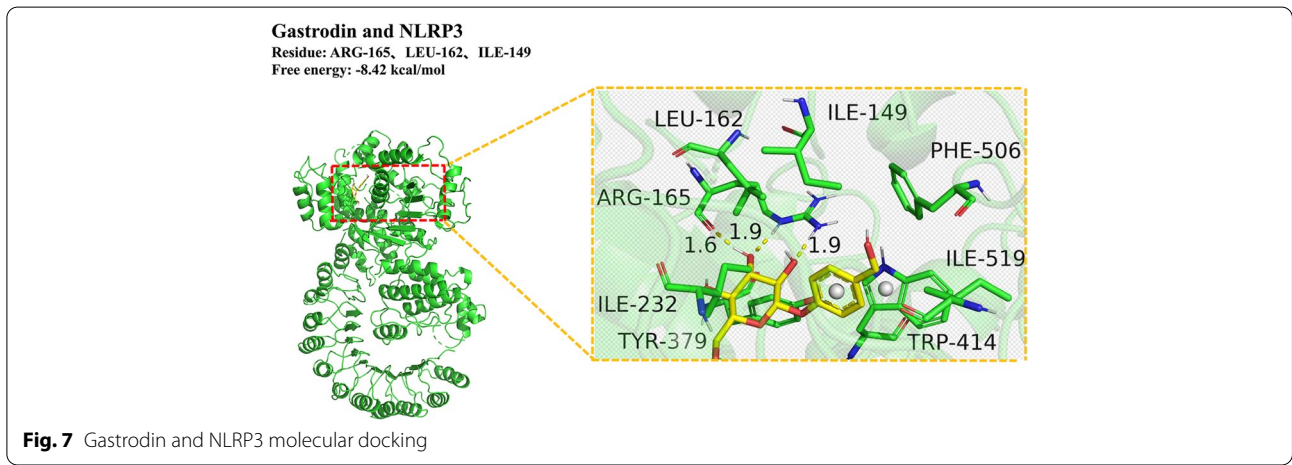 Gastrodin and NLRP3
Residue: ARG-165、LEU-162、ILE-149
Free energy: -8.42 kcal/mol
LEU-162
ILE-149
PHE-506
ARG-165
1.6
1.9
1.9
ILE-519
ILE-232
TYR-379
TRP-414
Fig. 7 Gastrodin and NLRP3 molecular docking